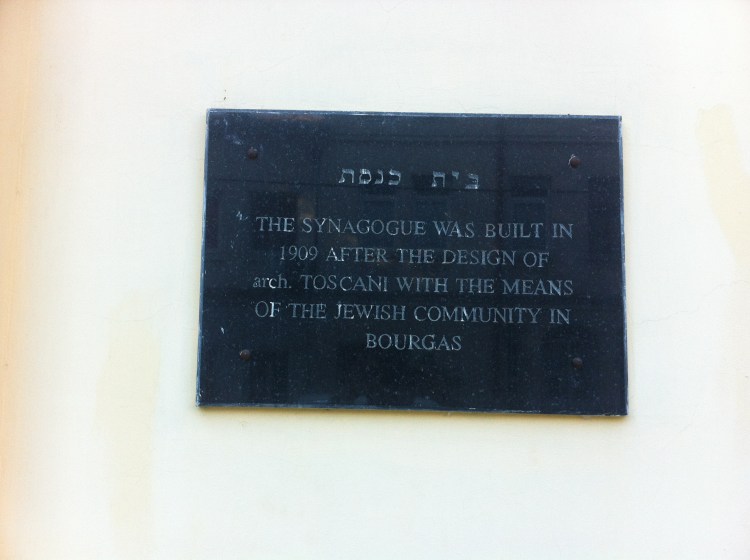 בית כנסת
THE SYNAGOGUE WAS BUILT IN
1909 AFTER THE DESIGN OF
arch. TOSCANI WITH THE MEANS
OF THE JEWISH COMMUNITY IN
BOURGAS